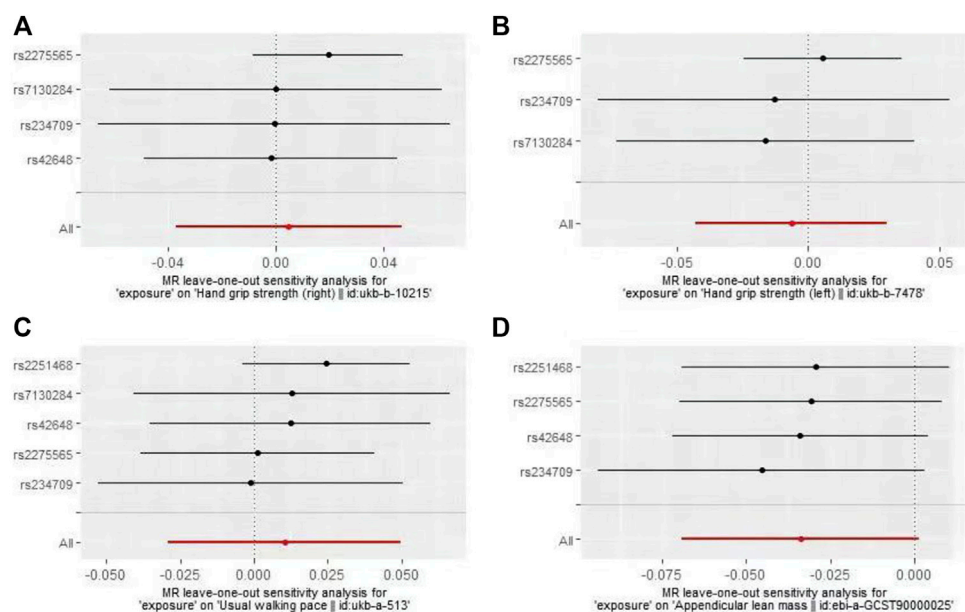 A
rs2275565
rs7130284
rs234709
rs42648
All
-0.04 0.00 0.04
MR leave-one-out sensitivity analysis for
'exposure' on 'Hand grip strength (right) || id:ukb-b-10215'
B
rs2275565
rs234709
rs7130284
All
-0.05 0.00 0.05
MR leave-one-out sensitivity analysis for
'exposure' on 'Hand grip strength (left) || id:ukb-b-7478'
C
rs2251468
rs7130284
rs42648
rs2275565
rs234709
All
-0.050 -0.025 0.000 0.025 0.050
MR leave-one-out sensitivity analysis for
'exposure' on 'Usual walking pace || id:ukb-a-513'
D
rs2251468
rs2275565
rs42648
rs234709
All
-0.075 -0.050 -0.025 0.000
MR leave-one-out sensitivity analysis for
'exposure' on 'Appendicular lean mass || id:ebi-a-GCST90000025'